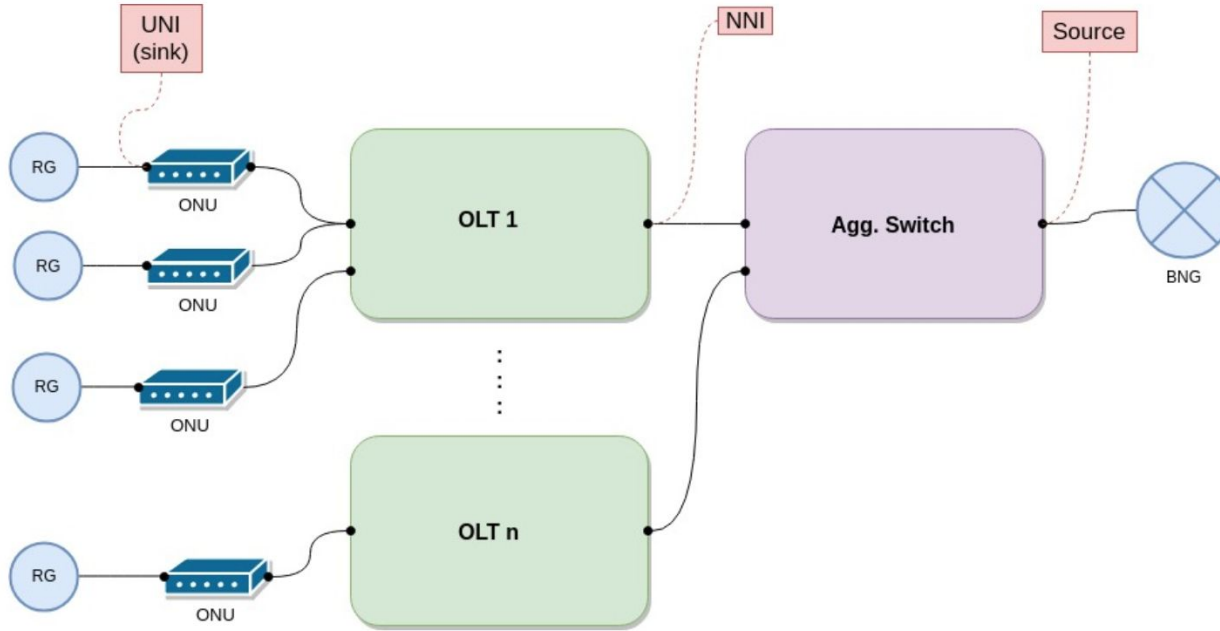 UNI
(sink)
NNI
Source
RG
ONU
OLT 1
Agg. Switch
BNG
RG
ONU
RG
ONU
OLT n
RG
ONU